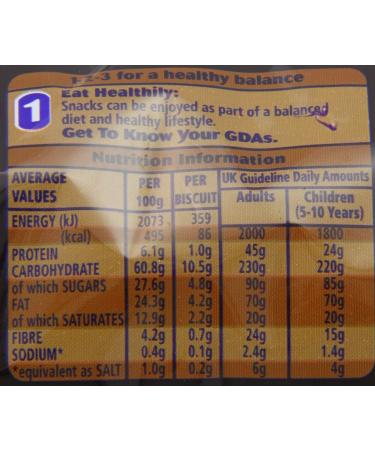 1-2-3 for a healthy balance
1
Eat Healthily:
Snacks can be enjoyed as part of a balanced
diet and healthy lifestyle.
Get To Know Your GDAs.
Nutrition Information
AVERAGE VALUES PER 100g PER BISCUIT UK Guideline Daily Amounts Adults Children (5-10 Years)
ENERGY (kJ) 2073 359
(kcal) 495 86 2000 1800
PROTEIN 6.1g 1.0g 45g 24g
CARBOHYDRATE 60.8g 10.5g 230g 220g
of which SUGARS 27.6g 4.8g 90g 85g
FAT 24.3g 4.2g 70g 70g
of which SATURATES 12.9g 2.2g 20g 20g
FIBRE 4.2g 0.7g 24g 15g
SODIUM* 0.4g 0.1g 2.4g 1.4g
*equivalent as SALT 1.0g 0.2g 6g 4g